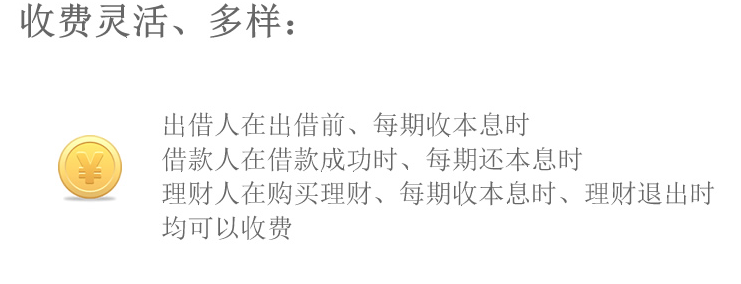 收费灵活、多样：
出借人在出借前、每期收本息时
借款人在借款成功时、每期还本息时
理财人在购买理财、每期收本息时、理财退出时
均可以收费
¥